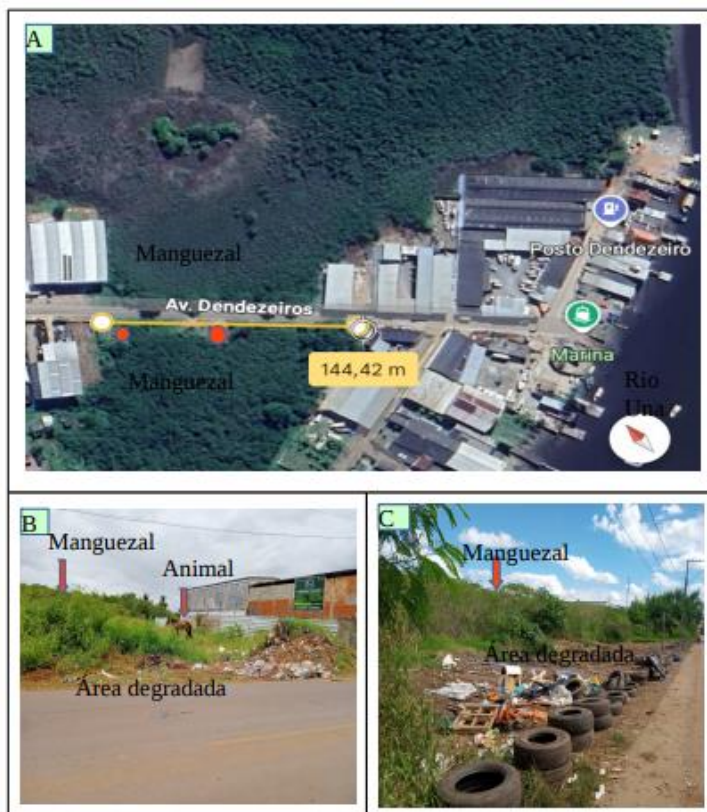 A
Manguezal
Posto Dendezeiro
Av. Dendezeiros
Marina
144,42 m
Manguezal
Rio
Una
B
Manguezal
Animal
Área degradada
C
Manguezal
Área degradada